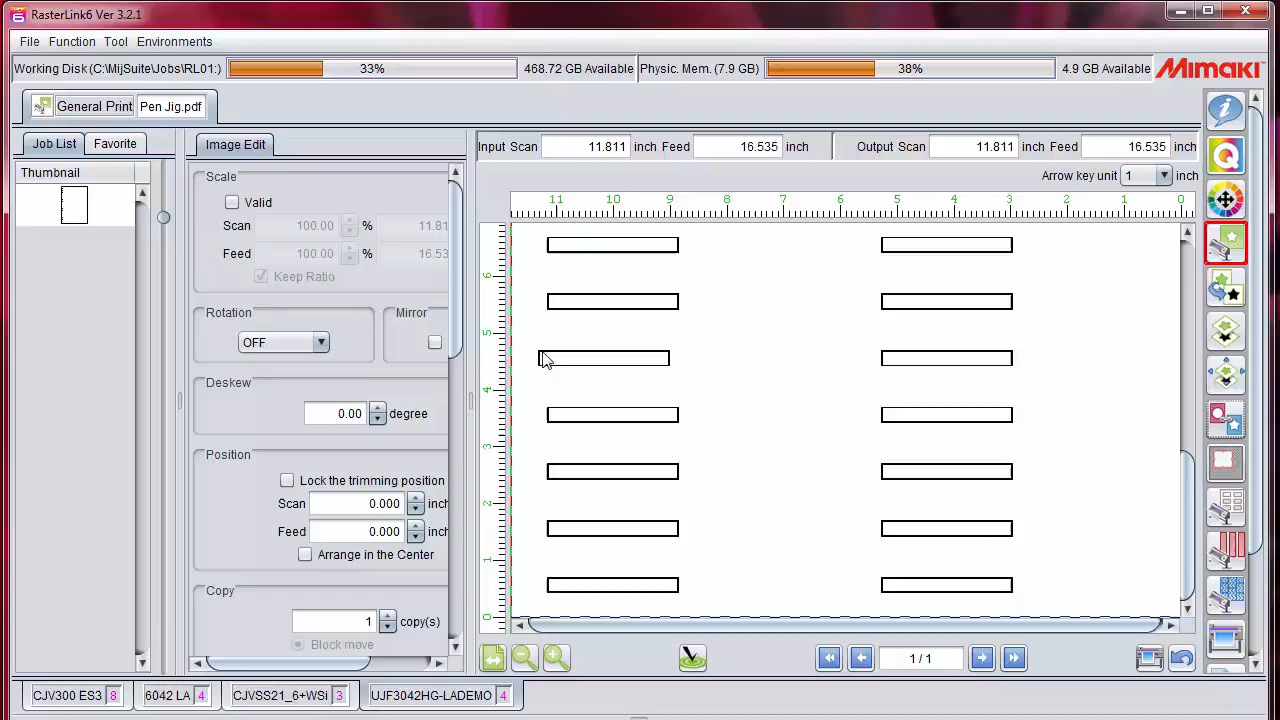 RasterLink6 Ver 3.2.1
File Function Tool Environments
Working Disk (C:\MijSuite\Jobs\RL01:) 33% 468.72 GB Available Physic. Mem. (7.9 GB) 38% 4.9 GB Available Mimaki
General Print Pen Jig.pdf
Job List Favorite Image Edit Input Scan 11.811 inch Feed 16.535 inch Output Scan 11.811 inch Feed 16.535 inch
Thumbnail Scale Arrow key unit 1 inch
Valid 11 10 9 8 7 6 5 4 3 2 1 0
Scan 100.00 % 11.81
Feed 100.00 % 16.53
Keep Ratio 6
Rotation Mirror
OFF 5
Deskew 4
0.00 degree
Position 3
Lock the trimming position
Scan 0.000 inch 2
Feed 0.000 inch
Arrange in the Center 1
Copy
1 copy(s) 0
Block move
1 / 1
CJV300 ES3 8 6042 LA 4 CJVSS21_6+WSi 3 UJF3042HG-LADEMO 4